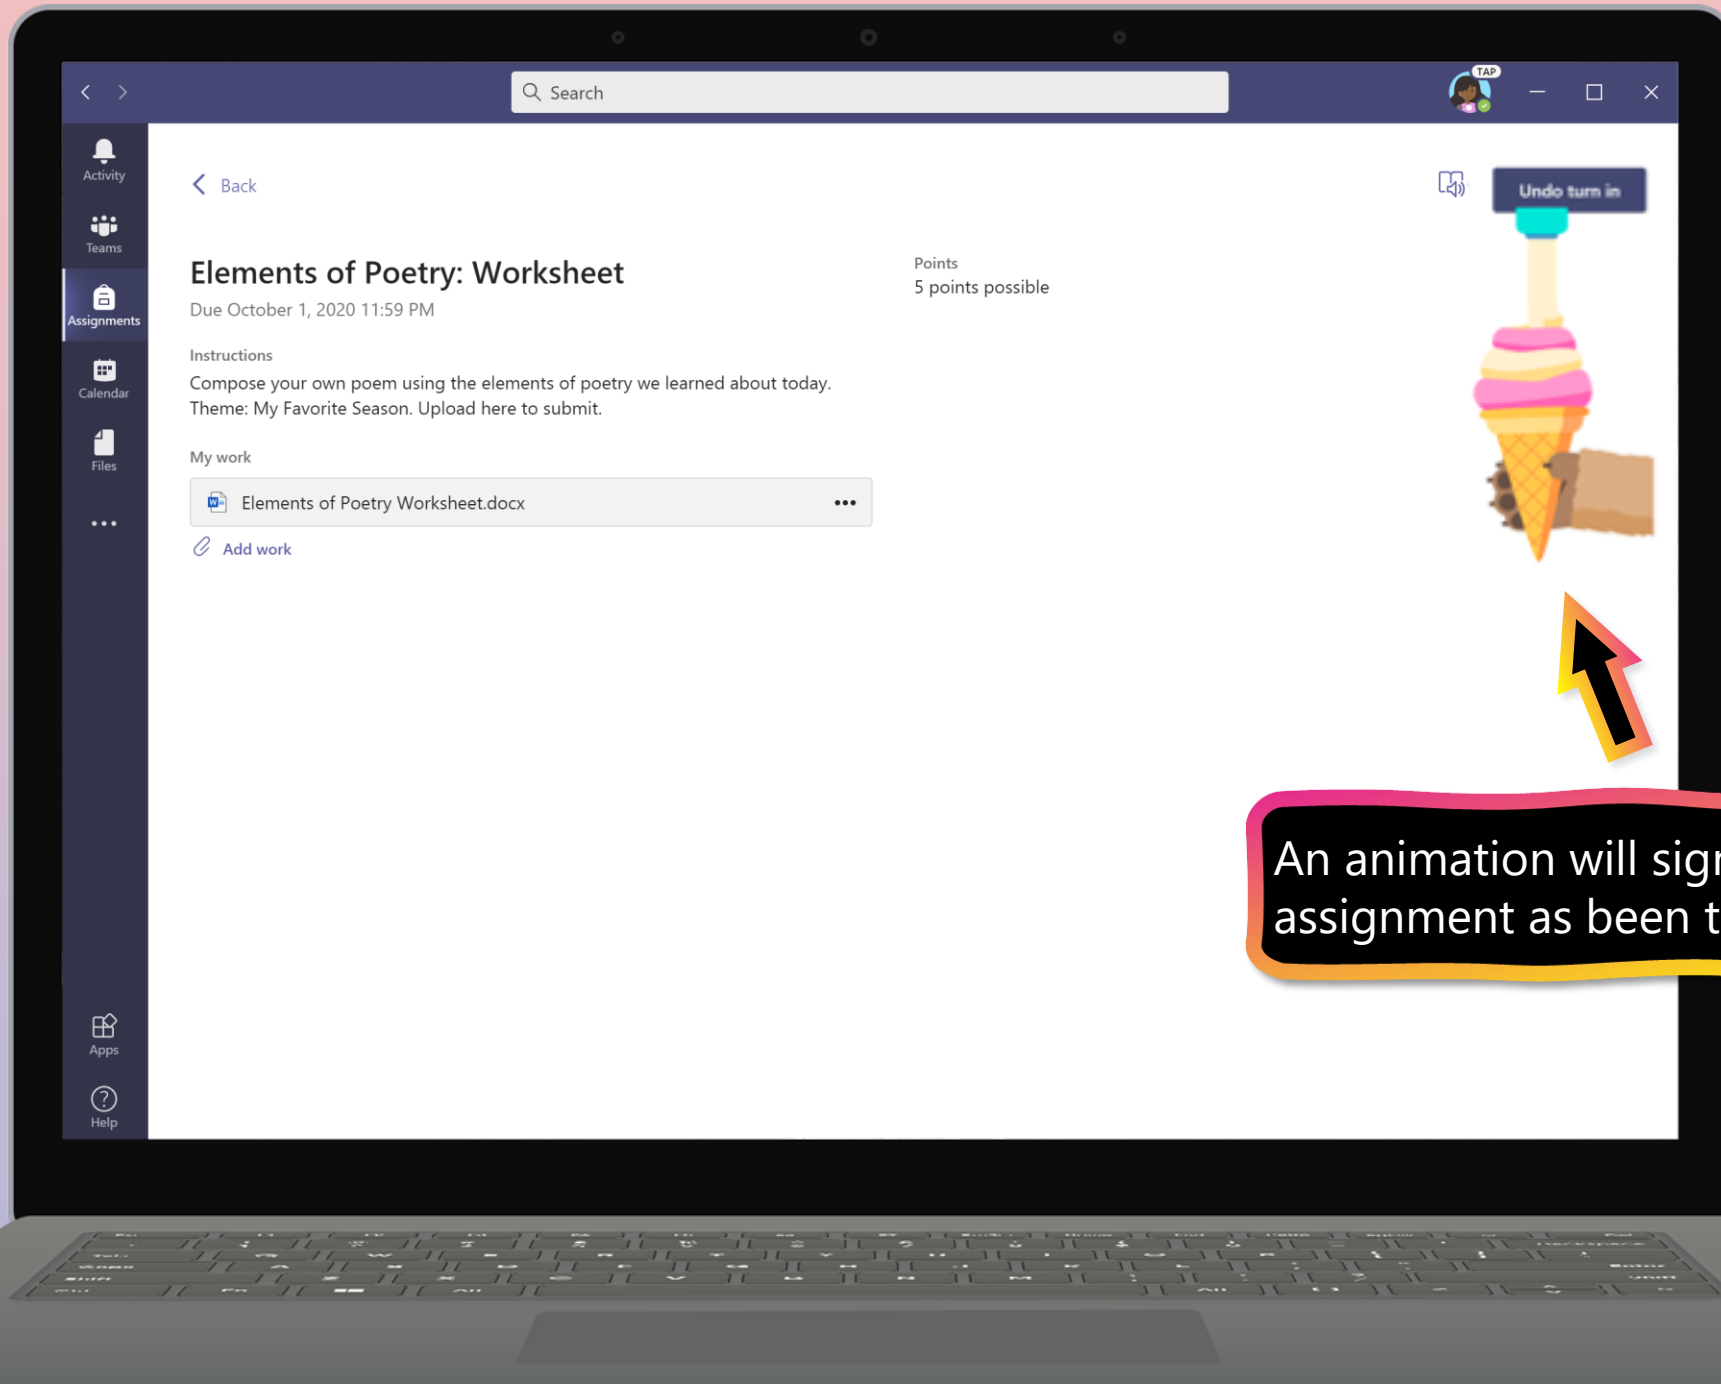 Search
TAP
Activity
Teams
Assignments
Calendar
Files
Apps
Help
Back
Undo turn in
Elements of Poetry: Worksheet
Due October 1, 2020 11:59 PM
Points
5 points possible
Instructions
Compose your own poem using the elements of poetry we learned about today.
Theme: My Favorite Season. Upload here to submit.
My work
Elements of Poetry Worksheet.docx
Add work
An animation will
assignment as been